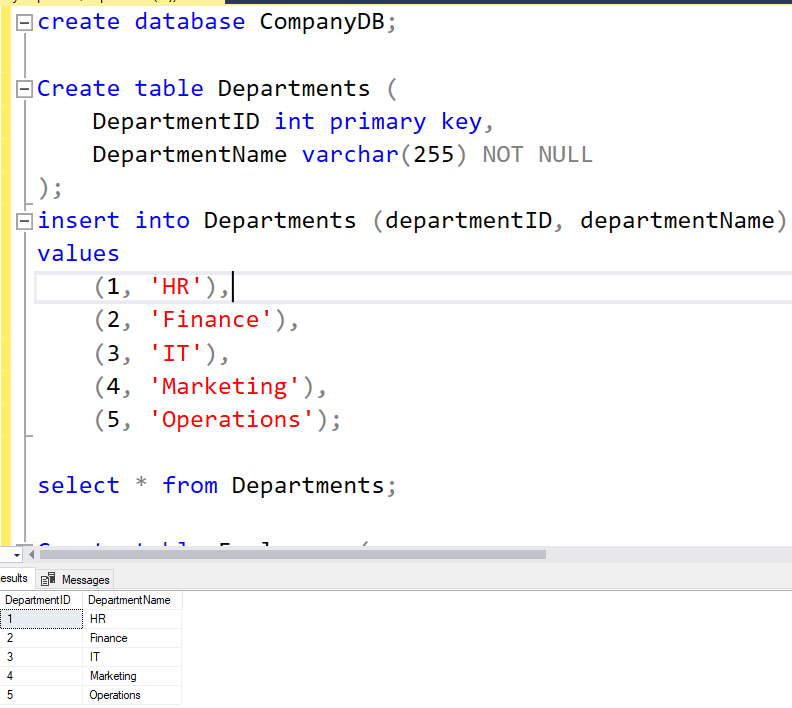 create database CompanyDB;
Create table Departments (
DepartmentID int primary key,
DepartmentName varchar(255) NOT NULL
);
insert into Departments (departmentID, departmentName)
values
(1, 'HR'),
(2, 'Finance'),
(3, 'IT'),
(4, 'Marketing'),
(5, 'Operations');
select * from Departments;
esults Messages
DepartmentID DepartmentName
1 HR
2 Finance
3 IT
4 Marketing
5 Operations